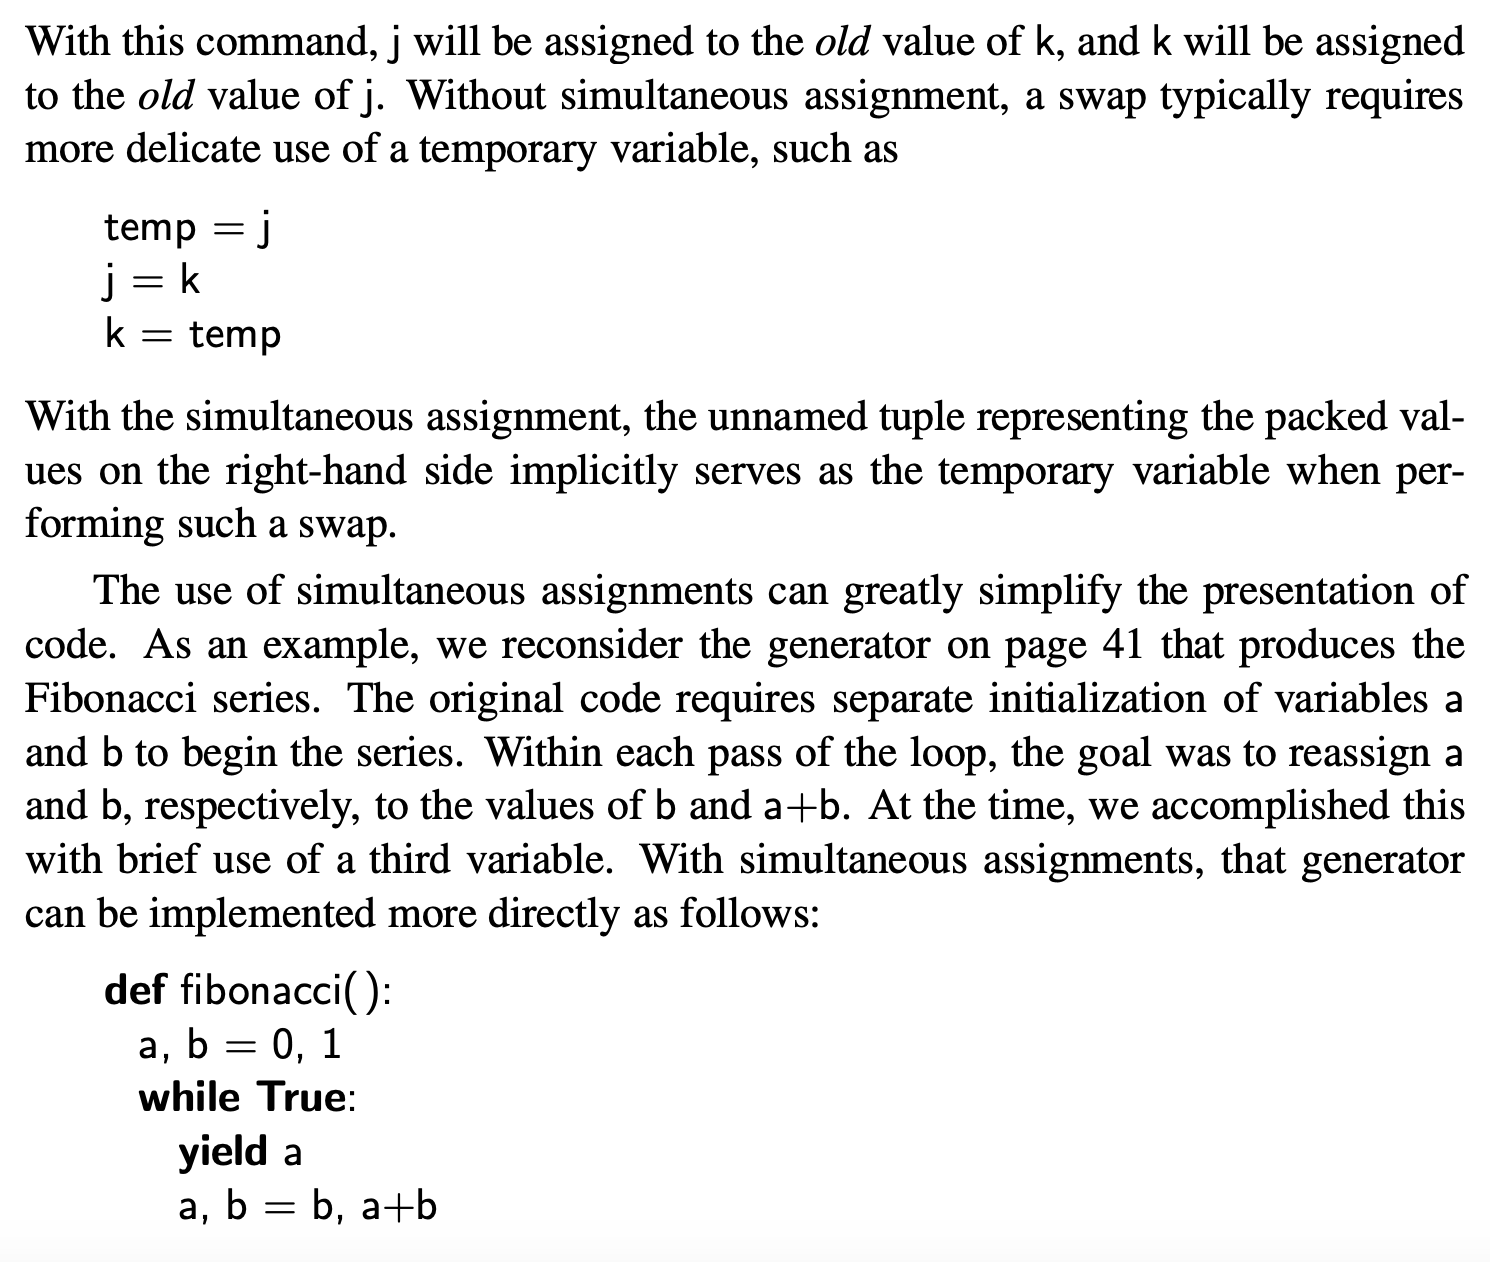 With this command, j will be assigned to the old value of k, and k will be assigned
to the old value of j. Without simultaneous assignment, a swap typically requires
more delicate use of a temporary variable, such as
temp = j
j = k
k = temp
With the simultaneous assignment, the unnamed tuple representing the packed val-
ues on the right-hand side implicitly serves as the temporary variable when per-
forming such a swap.
The use of simultaneous assignments can greatly simplify the presentation of
code. As an example, we reconsider the generator on page 41 that produces the
Fibonacci series. The original code requires separate initialization of variables a
and b to begin the series. Within each pass of the loop, the goal was to reassign a
and b, respectively, to the values of b and a+b. At the time, we accomplished this
with brief use of a third variable. With simultaneous assignments, that generator
can be implemented more directly as follows:
def fibonacci():
a, b = 0, 1
while True:
yield a
a, b = b, a+b